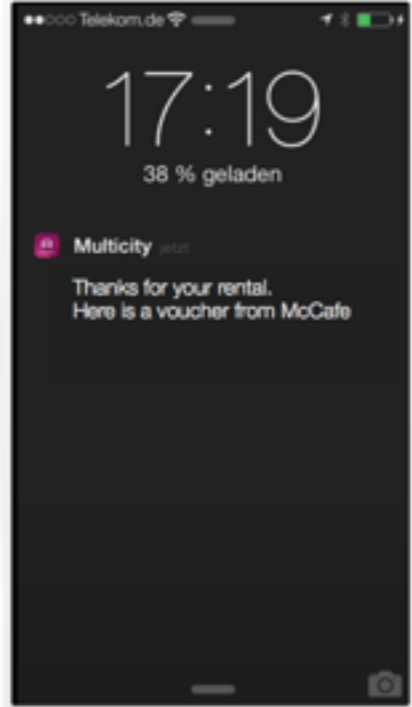 Telekom.de
17:19
38 % geladen
Multicity jetzt
Thanks for your rental.
Here is a voucher from McCafe